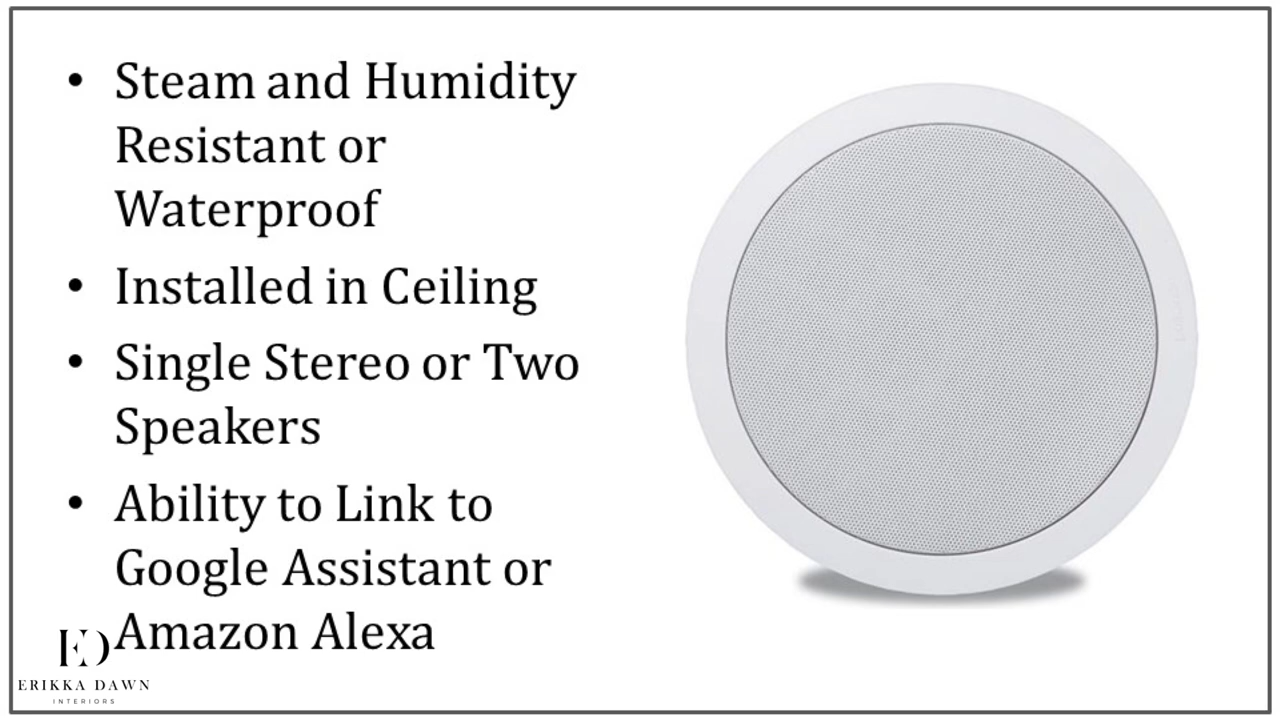 • Steam and Humidity
Resistant or
Waterproof
• Installed in Ceiling
• Single Stereo or Two
Speakers
• Ability to Link to
Google Assistant or
Amazon Alexa
ED
ERIKKA DAWN
INTERIORS